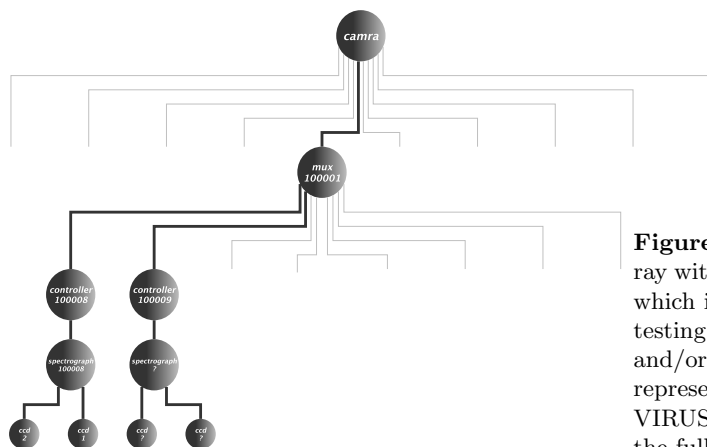 camra
mux
100001
controller
100008
controller
100009
spectrograph
100008
spectrograph
?
ccd
2
ccd
1
ccd
?
ccd
?
Figure
ray wit
which i
testing
and/or
represe
VIRUS
the full